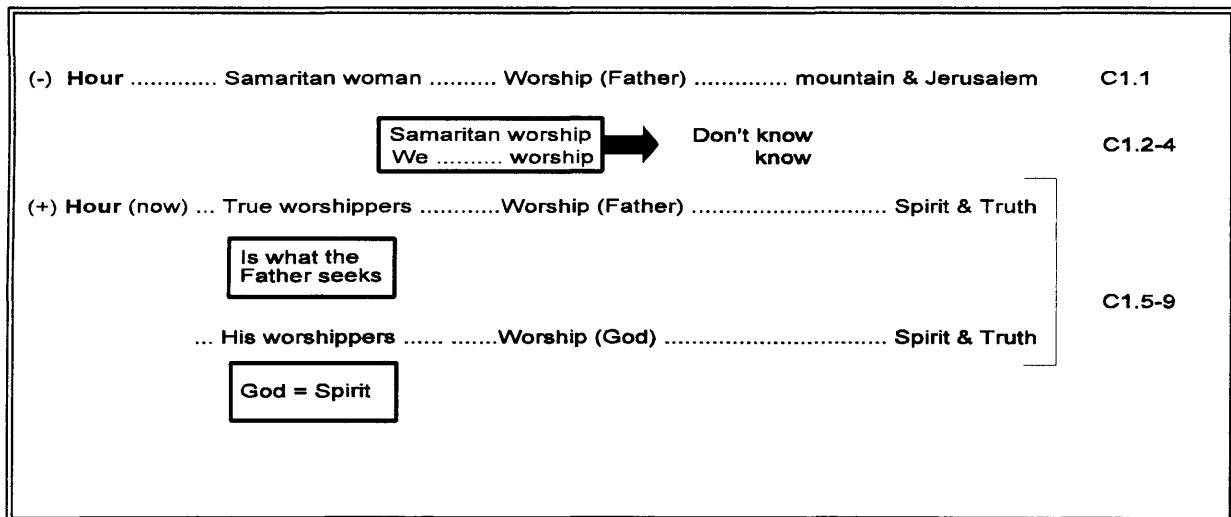 (-) Hour ............ Samaritan woman .......... Worship (Father) ............. mountain & Jerusalem C1.1
Samaritan worship Don't know
We .......... worship know C1.2-4
(+) Hour (now) ... True worshippers ............Worship (Father) ........................... Spirit & Truth
Is what the
Father seeks
C1.5-9
... His worshippers ...... .......Worship (God) ............................... Spirit & Truth
God = Spirit